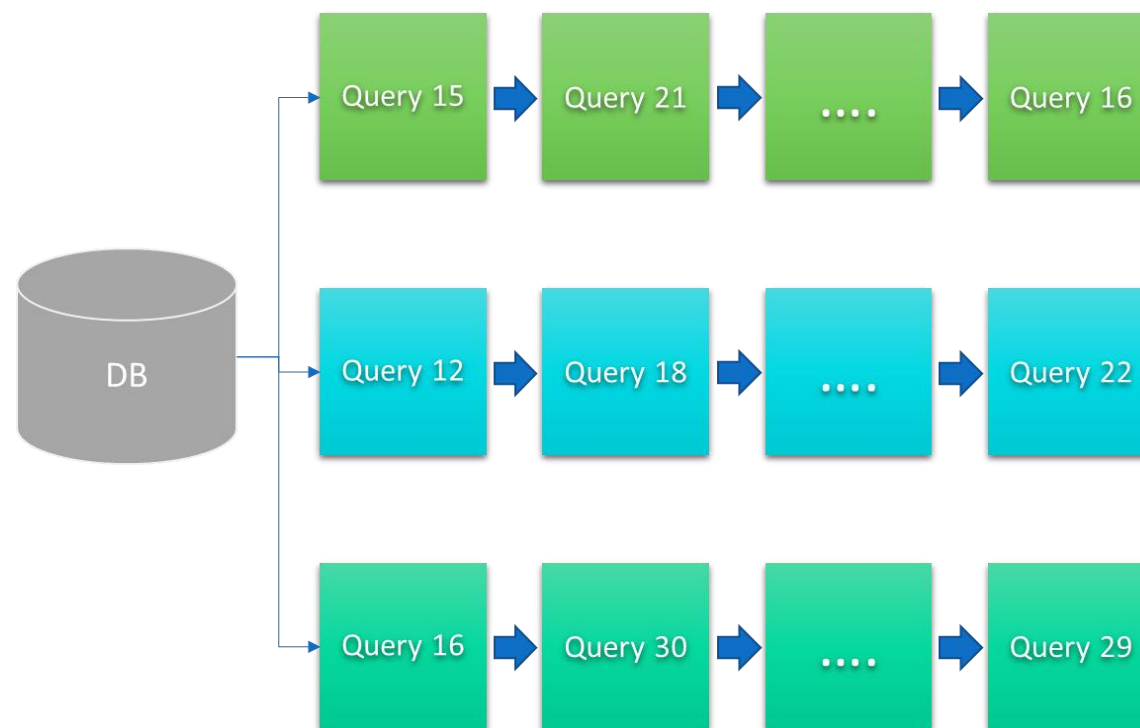 Query 15
Query 21
....
Query 16
DB
Query 12
Query 18
....
Query 22
Query 16
Query 30
....
Query 29